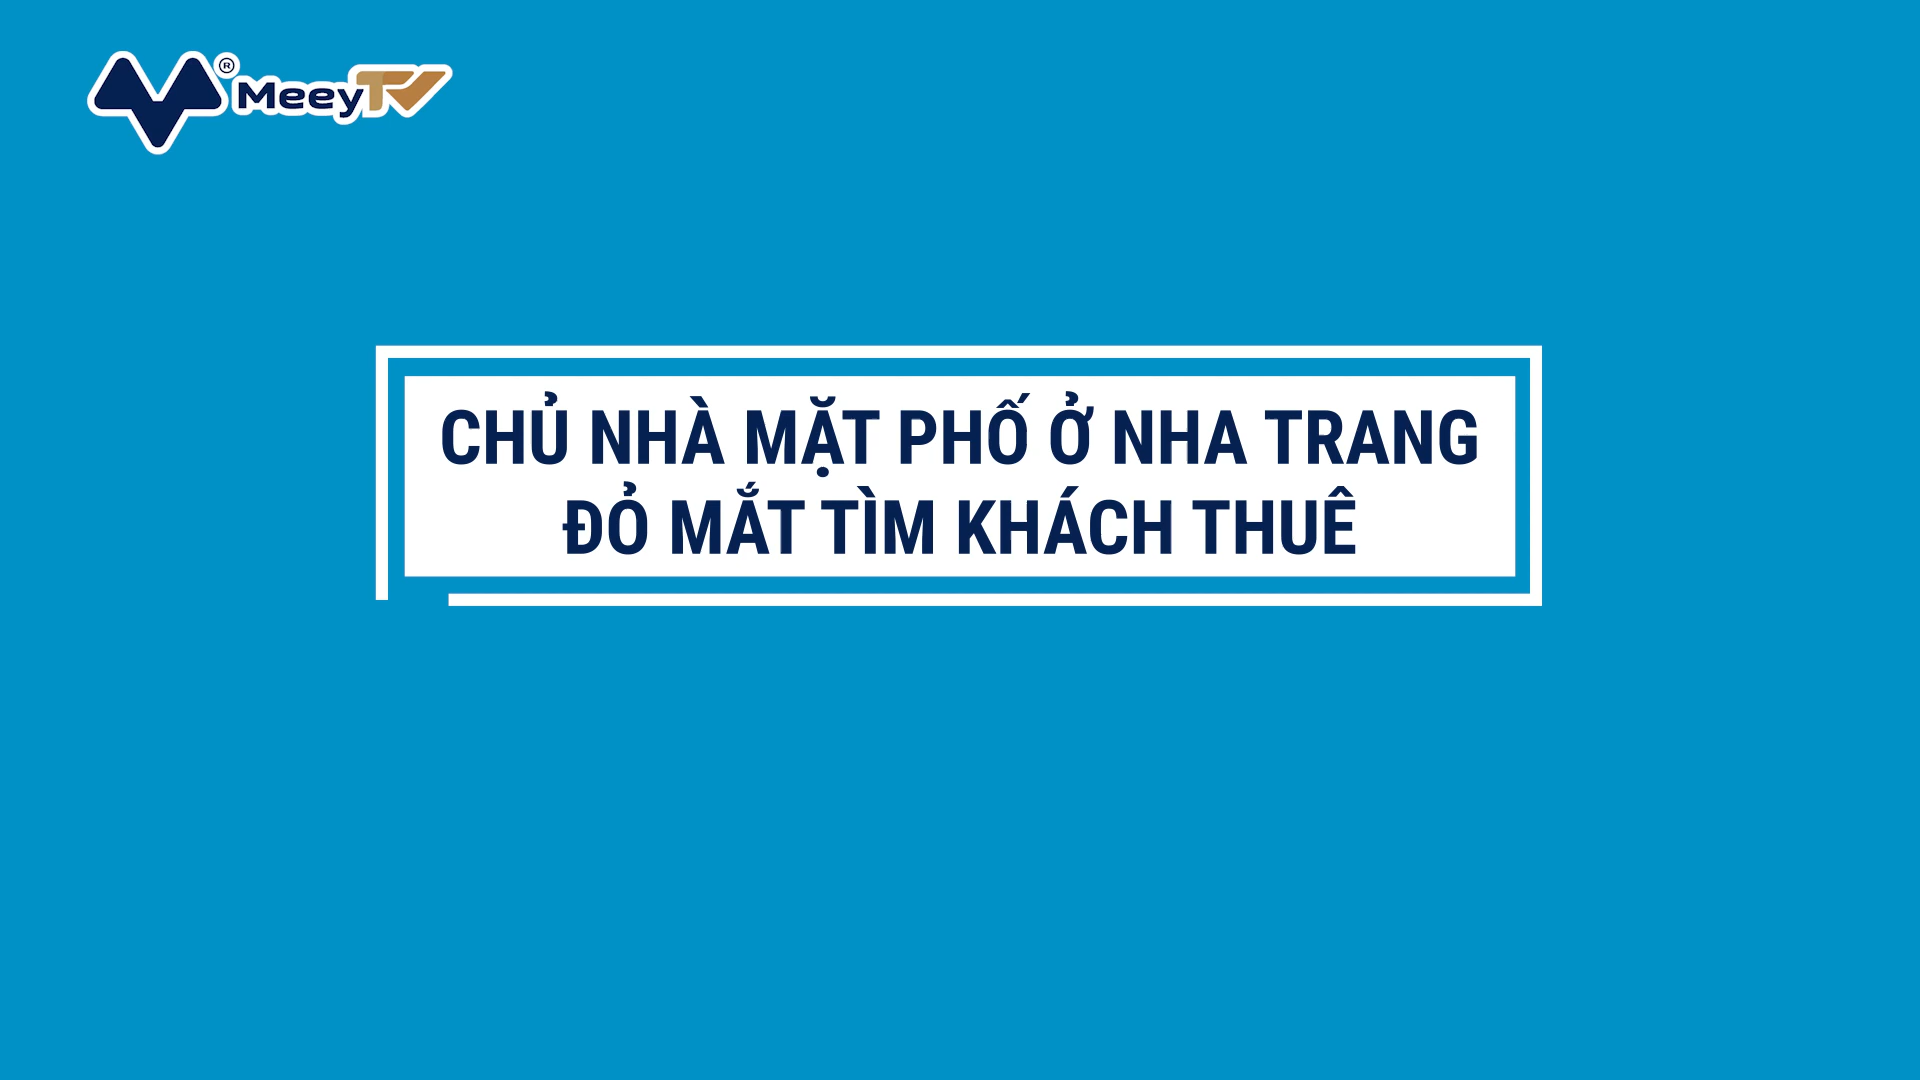 MeeyTV
CHỦ NHÀ MẶT PHỐ Ở NHA TRANG
ĐỎ MẮT TÌM KHÁCH THUÊ